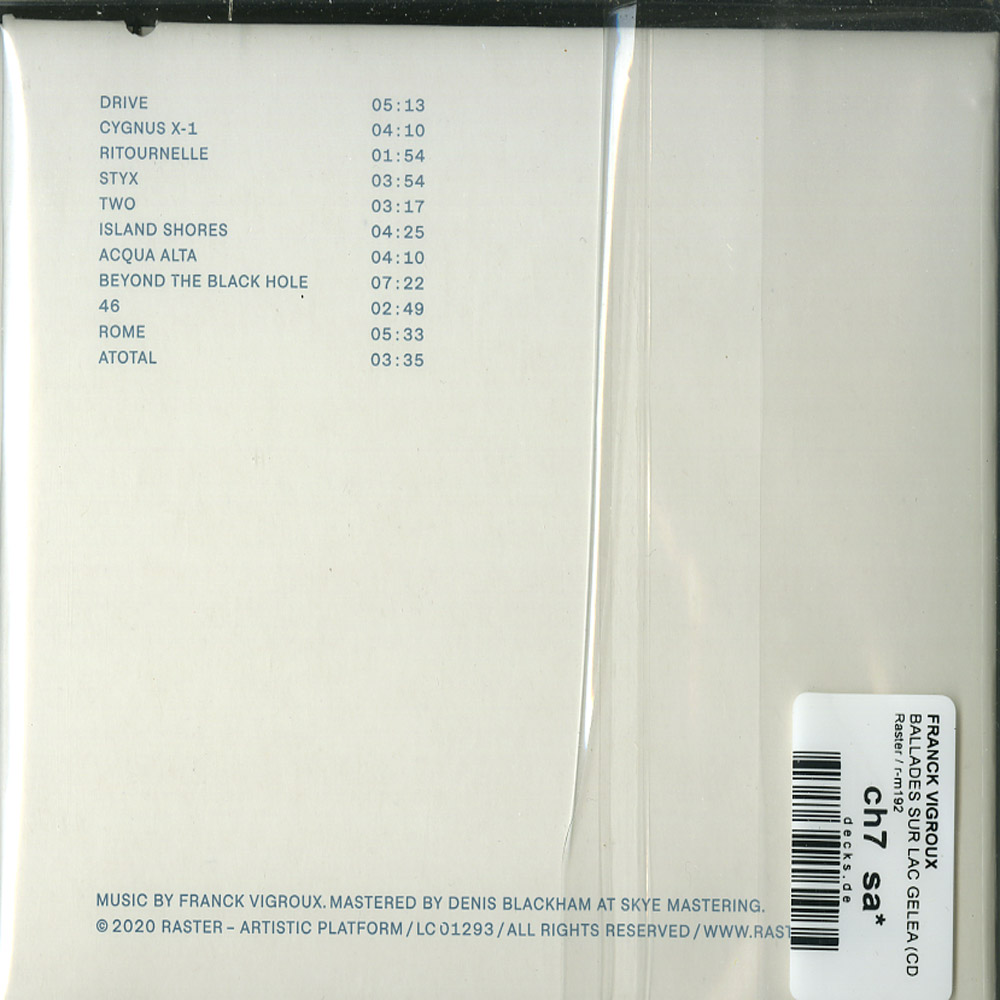 DRIVE 05:13
CYGNUS X-1 04:10
RITOURNELLE 01:54
STYX 03:54
TWO 03:17
ISLAND SHORES 04:25
ACQUA ALTA 04:10
BEYOND THE BLACK HOLE 07:22
46 02:49
ROME 05:33
ATOTAL 03:35
MUSIC BY FRANCK VIGROUX. MASTERED BY DENIS BLACKHAM AT SKYE MASTERING.
© 2020 RASTER – ARTISTIC PLATFORM / LC 01293 / ALL RIGHTS RESERVED / WWW.RAST
FRANCK VIGROUX
BALLADES SUR LAC GELEA (CD
Raster / r-m192
ch7 sa*
decks.de